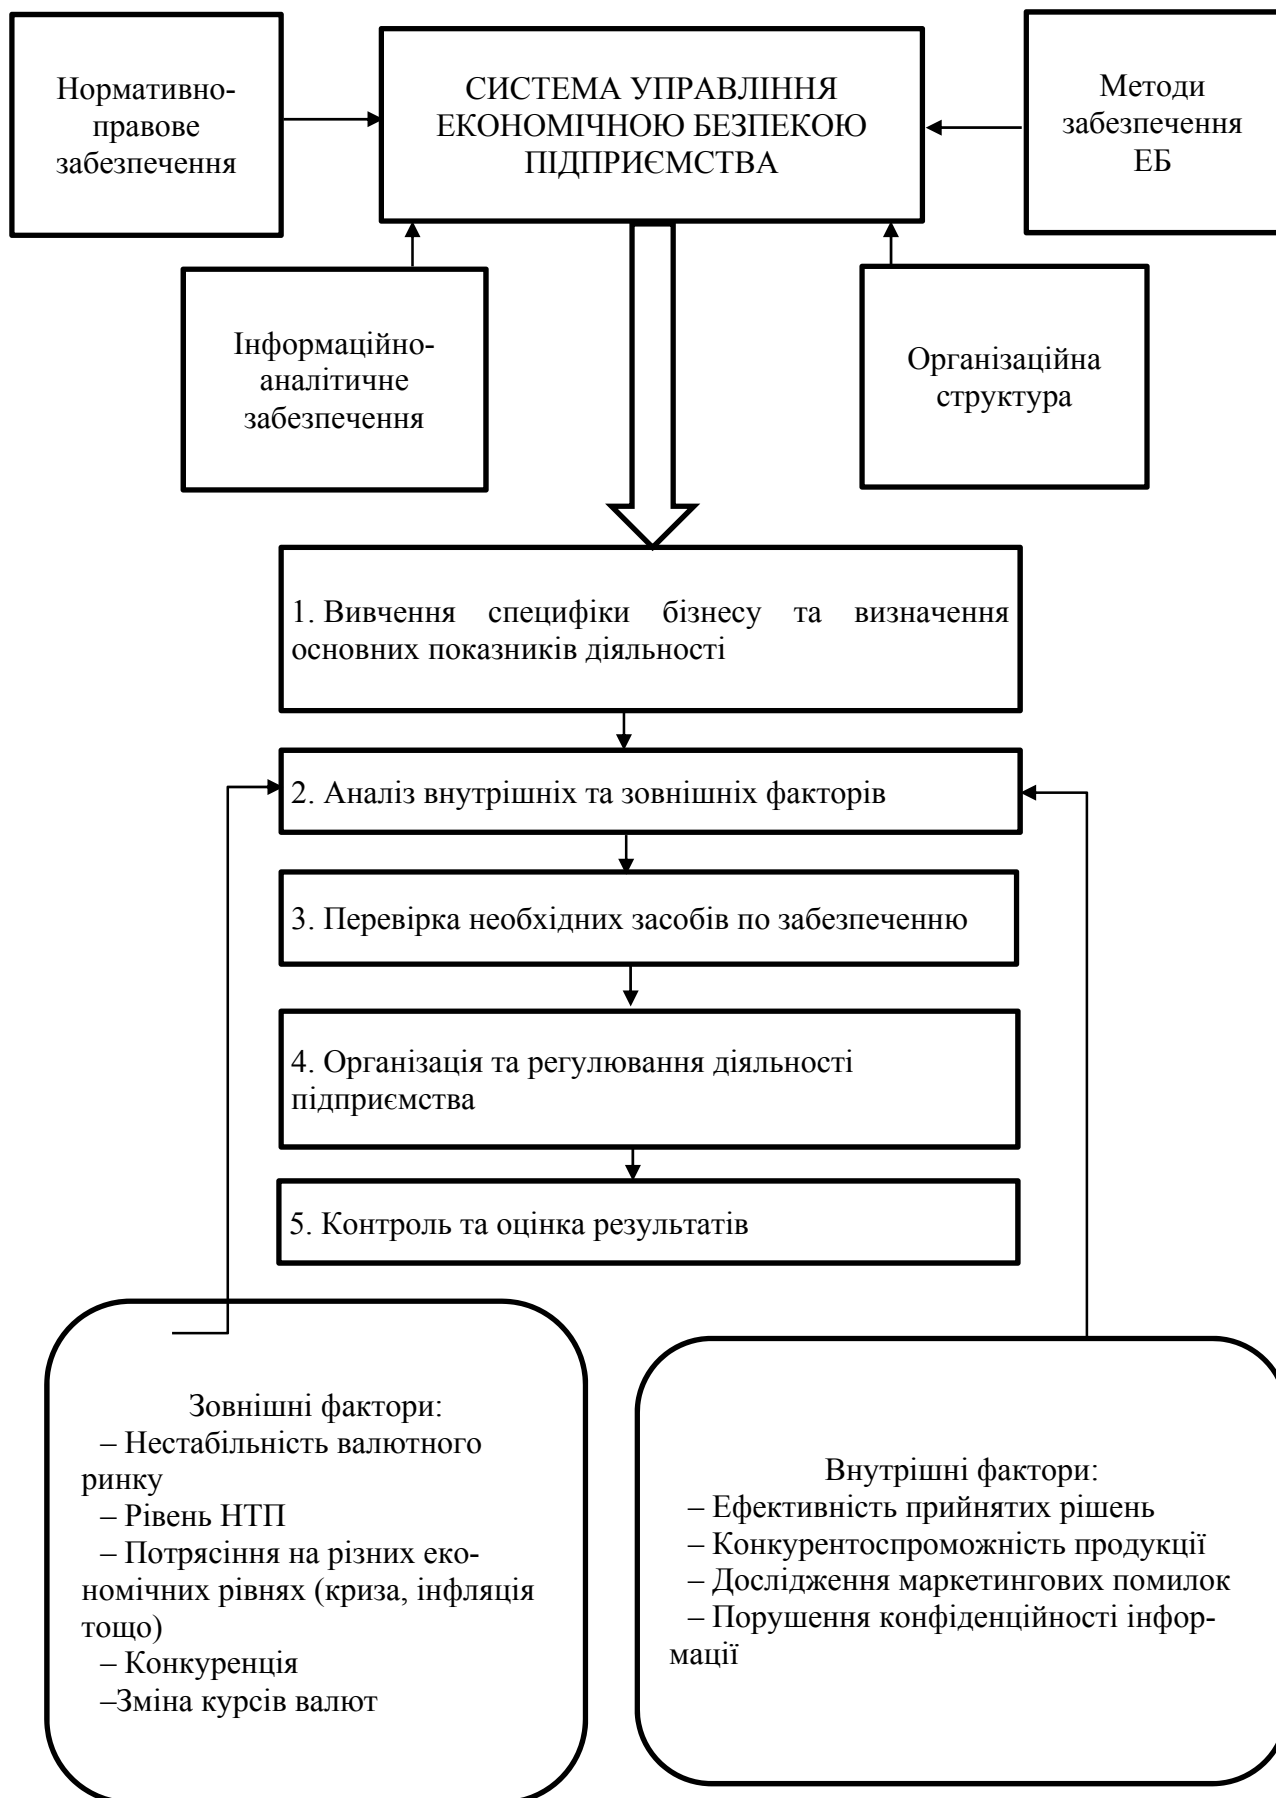 Нормативно-
правове
забезпечення
СИСТЕМА УПРАВЛІННЯ
ЕКОНОМІЧНОЮ БЕЗПЕКОЮ
ПІДПРИЄМСТВА
Методи
забезпечення
ЕБ
Інформаційно-
аналітичне
забезпечення
Організаційна
структура
1. Вивчення специфіки бізнесу та визначення
основних показників діяльності
2. Аналіз внутрішніх та зовнішніх факторів
3. Перевірка необхідних засобів по забезпеченню
4. Організація та регулювання діяльності
підприємства
5. Контроль та оцінка результатів
Зовнішні фактори:
– Нестабільність валютного
ринку
– Рівень НТП
– Потрясіння на різних еко-
номічних рівнях (криза, інфляція
тощо)
– Конкуренція
–Зміна курсів валют
Внутрішні фактори:
– Ефективність прийнятих рішень
– Конкурентоспроможність продукції
– Дослідження маркетингових помилок
– Порушення конфіденційності інфор-
мації